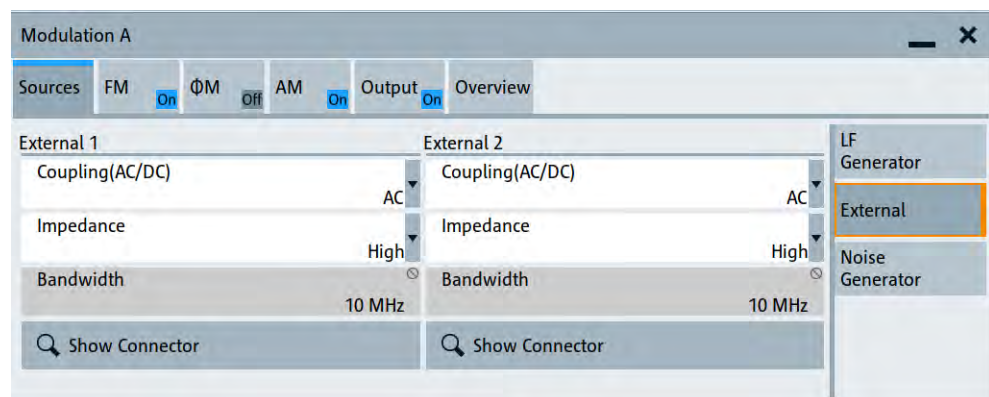 Modulation A
Sources FM On ΦM Off AM On Output On Overview
External 1
Coupling(AC/DC)
AC
Impedance
High
Bandwidth
10 MHz
Show Connector
External 2
Coupling(AC/DC)
AC
Impedance
High
Bandwidth
10 MHz
Show Connector
LF
Generator
External
Noise
Generator